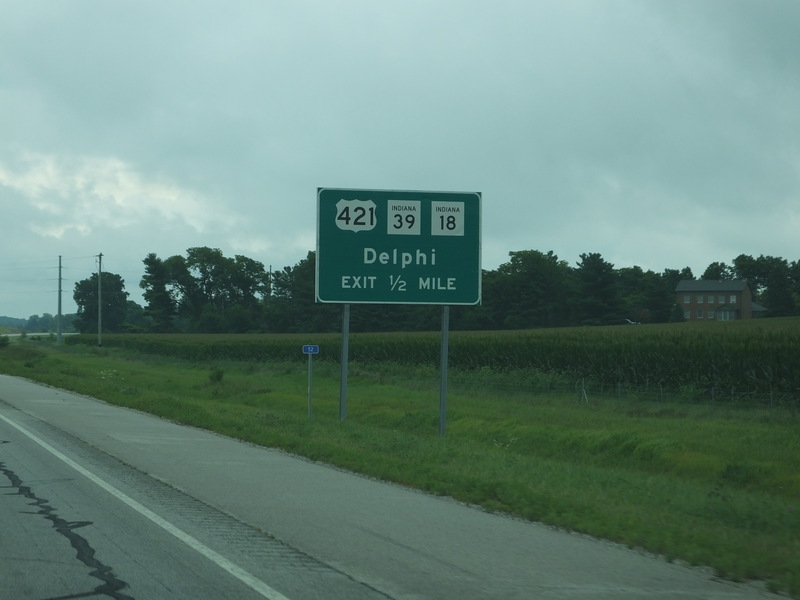 421 INDIANA 39 INDIANA 18
Delphi
EXIT 1/2 MILE